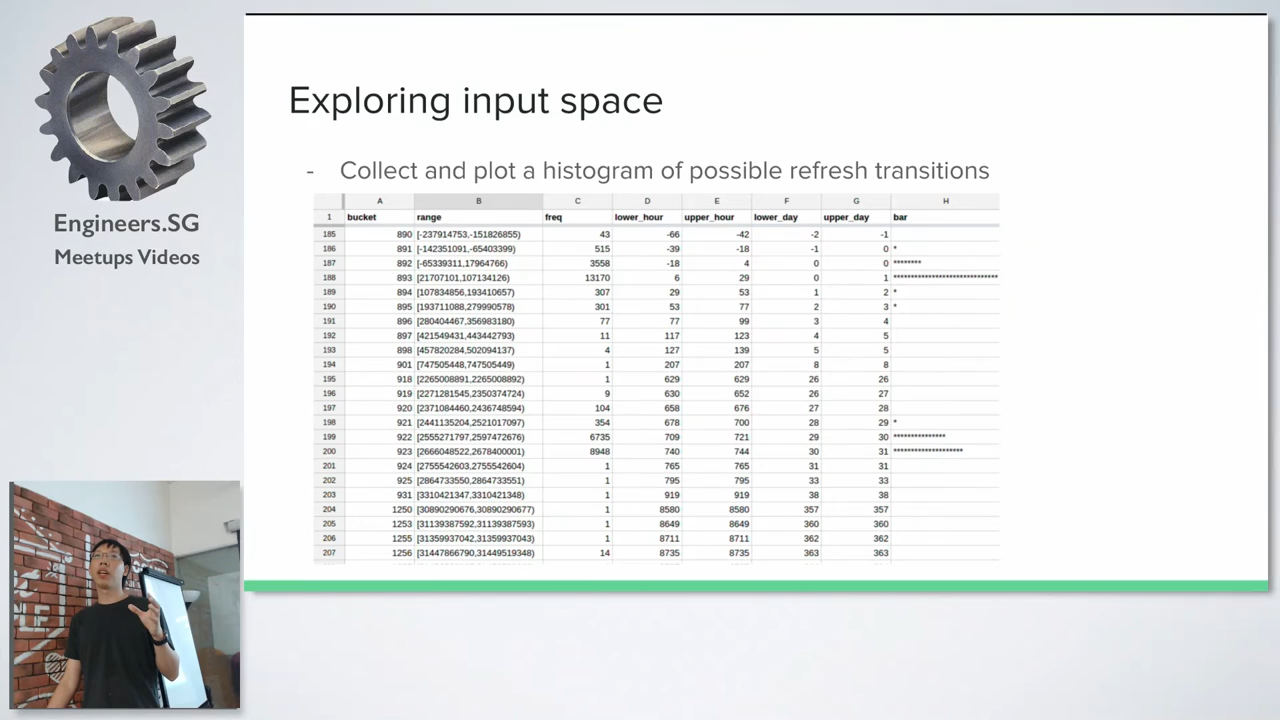 Engineers.SG
Meetups Videos
Exploring input space
- Collect and plot a histogram of possible refresh transitions
A B C D E F G H
1 bucket range freq lower_hour upper_hour lower_day upper_day bar
185 890 [-237914753,-151826855) 43 -66 -42 -2 -1
186 891 [-142351091,-65403399) 515 -39 -18 -1 0 *
187 892 [-65339311,17964766) 3558 -18 4 0 0 ********
188 893 [21707101,107134126) 13170 6 29 0 1 ******************************
189 894 [107834856,193410657) 307 29 53 1 2 *
190 895 [193711088,279990578) 301 53 77 2 3 *
191 896 [280404467,356983180) 77 77 99 3 4
192 897 [421549431,443442793) 11 117 123 4 5
193 898 [457820284,502094137) 4 127 139 5 5
194 901 [747505448,747505449) 1 207 207 8 8
195 918 [2265008891,2265008892) 1 629 629 26 26
196 919 [2271281545,2350374724) 9 630 652 26 27
197 920 [2371084460,2436748594) 104 658 676 27 28
198 921 [2441135204,2521017097) 354 678 700 28 29 *
199 922 [2555271797,2597472676) 6735 709 721 29 30 ***************
200 923 [2666048522,2678400001) 8948 740 744 30 31 ********************
201 924 [2755542603,2755542604) 1 765 765 31 31
202 925 [2864733550,2864733551) 1 795 795 33 33
203 931 [3310421347,3310421348) 1 919 919 38 38
204 1250 [30890290676,30890290677) 1 8580 8580 357 357
205 1253 [31139387592,31139387593) 1 8649 8649 360 360
206 1255 [31359937042,31359937043) 1 8711 8711 362 362
207 1256 [31447866790,31449519348) 14 8735 8735 363 363